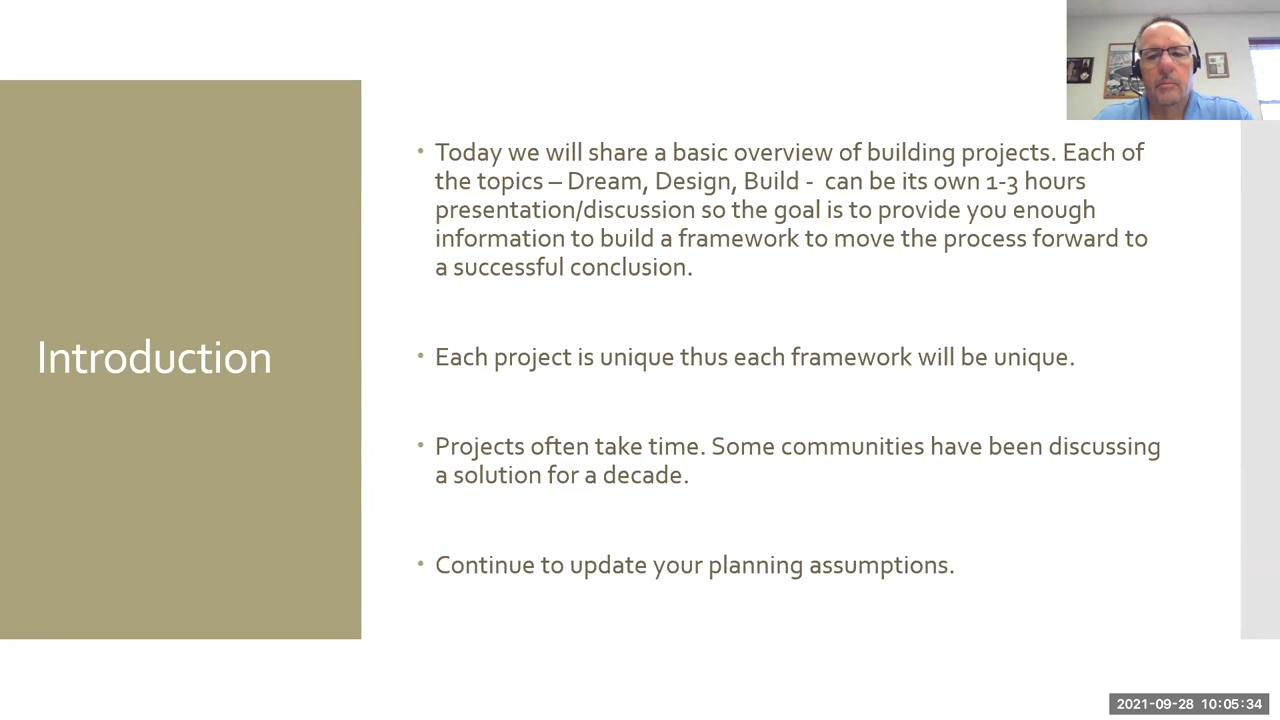 Introduction
• Today we will share a basic overview of building projects. Each of
the topics – Dream, Design, Build -  can be its own 1-3 hours
presentation/discussion so the goal is to provide you enough
information to build a framework to move the process forward to
a successful conclusion.
• Each project is unique thus each framework will be unique.
• Projects often take time. Some communities have been discussing
a solution for a decade.
• Continue to update your planning assumptions.
2021-09-28 10:05:34